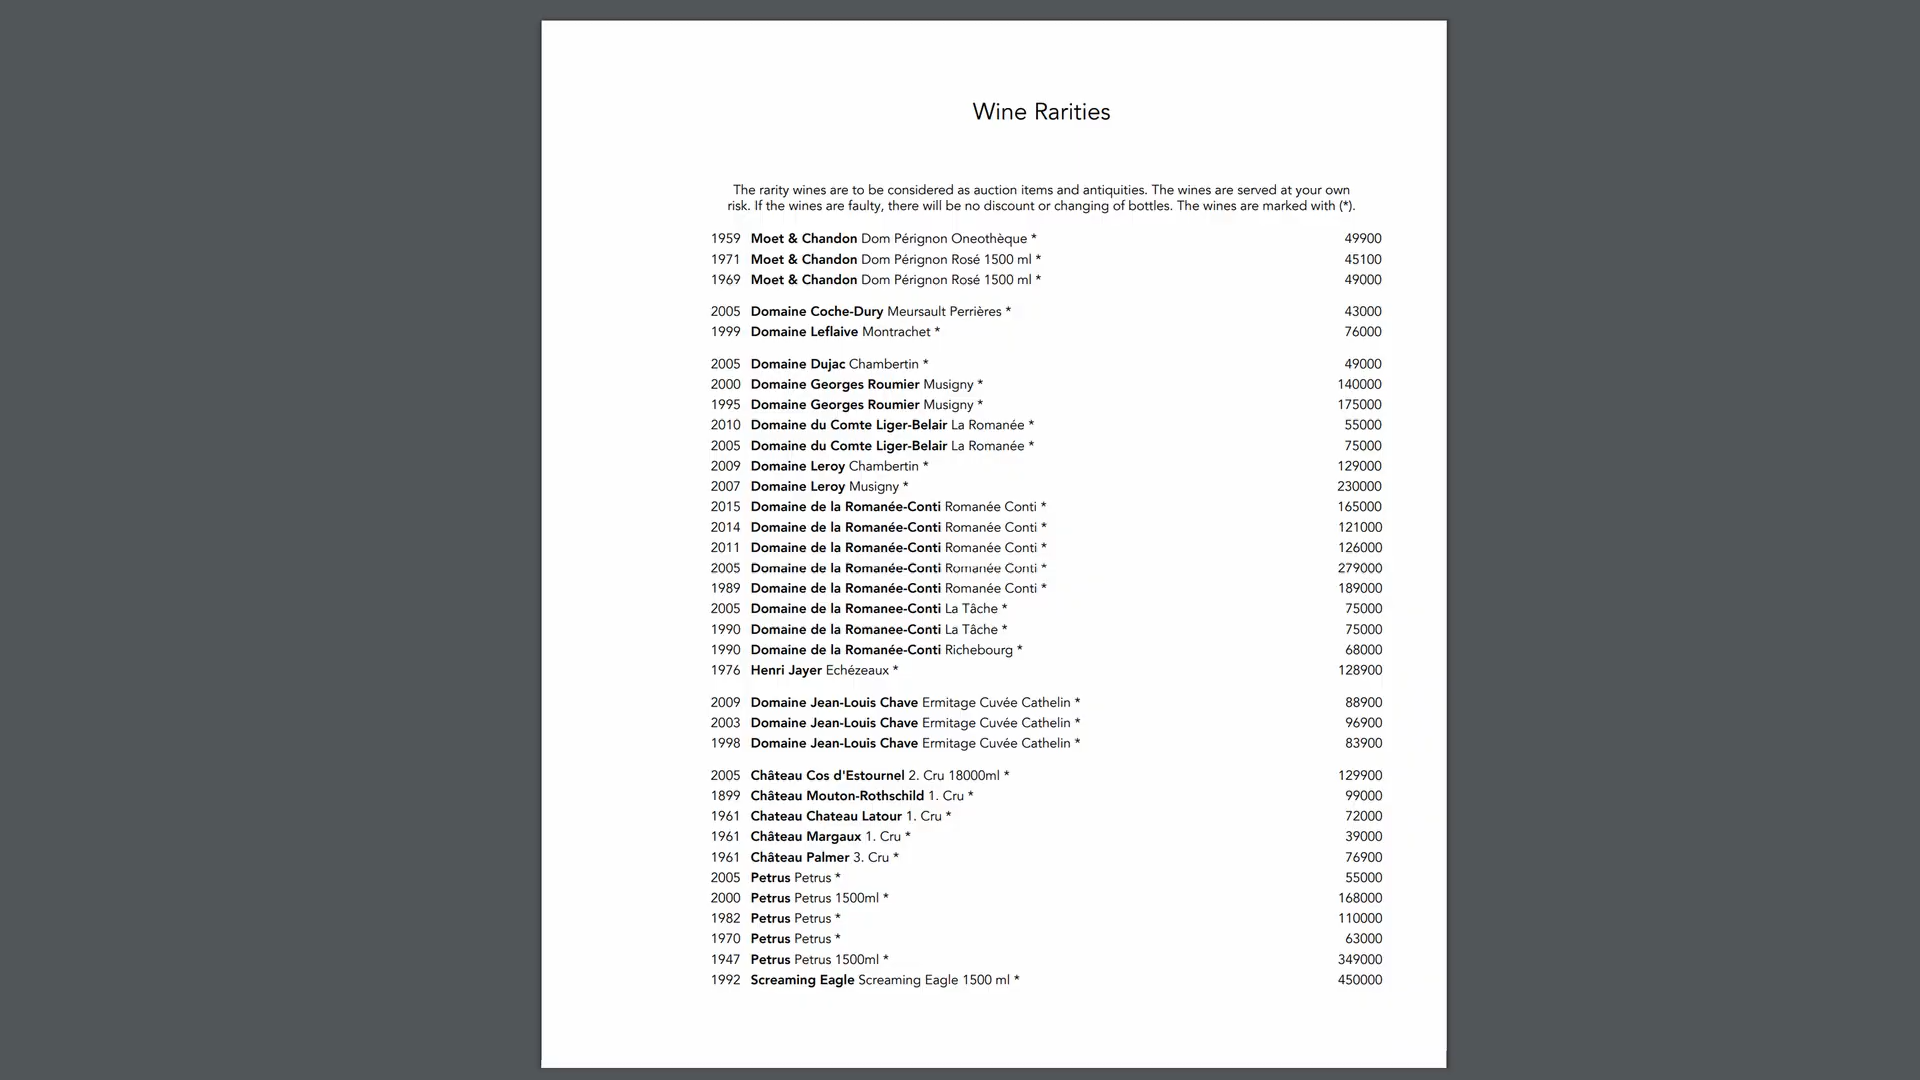 Wine Rarities
The rarity wines are to be considered as auction items and antiquities. The wines are served at your own
risk. If the wines are faulty, there will be no discount or changing of bottles. The wines are marked with (*).
1959 Moet & Chandon Dom Pérignon Oneothèque * 49900
1971 Moet & Chandon Dom Pérignon Rosé 1500 ml * 45100
1969 Moet & Chandon Dom Pérignon Rosé 1500 ml * 49000
2005 Domaine Coche-Dury Meursault Perrières * 43000
1999 Domaine Leflaive Montrachet * 76000
2005 Domaine Dujac Chambertin * 49000
2000 Domaine Georges Roumier Musigny * 140000
1995 Domaine Georges Roumier Musigny * 175000
2010 Domaine du Comte Liger-Belair La Romanée * 55000
2005 Domaine du Comte Liger-Belair La Romanée * 75000
2009 Domaine Leroy Chambertin * 129000
2007 Domaine Leroy Musigny * 230000
2015 Domaine de la Romanée-Conti Romanée Conti * 165000
2014 Domaine de la Romanée-Conti Romanée Conti * 121000
2011 Domaine de la Romanée-Conti Romanée Conti * 126000
2005 Domaine de la Romanée-Conti Romanée Conti * 279000
1989 Domaine de la Romanée-Conti Romanée Conti * 189000
2005 Domaine de la Romanee-Conti La Tâche * 75000
1990 Domaine de la Romanee-Conti La Tâche * 75000
1990 Domaine de la Romanée-Conti Richebourg * 68000
1976 Henri Jayer Echézeaux * 128900
2009 Domaine Jean-Louis Chave Ermitage Cuvée Cathelin * 88900
2003 Domaine Jean-Louis Chave Ermitage Cuvée Cathelin * 96900
1998 Domaine Jean-Louis Chave Ermitage Cuvée Cathelin * 83900
2005 Château Cos d'Estournel 2. Cru 18000ml * 129900
1899 Château Mouton-Rothschild 1. Cru * 99000
1961 Chateau Chateau Latour 1. Cru * 72000
1961 Château Margaux 1. Cru * 39000
1961 Château Palmer 3. Cru * 76900
2005 Petrus Petrus * 55000
2000 Petrus Petrus 1500ml * 168000
1982 Petrus Petrus * 110000
1970 Petrus Petrus * 63000
1947 Petrus Petrus 1500ml * 349000
1992 Screaming Eagle Screaming Eagle 1500 ml * 450000